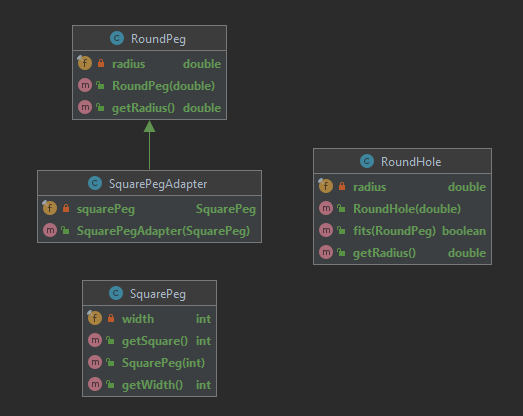 RoundPeg
radius double
RoundPeg(double)
getRadius() double
SquarePegAdapter
squarePeg SquarePeg
SquarePegAdapter(SquarePeg)
RoundHole
radius double
RoundHole(double)
fits(RoundPeg) boolean
getRadius() double
SquarePeg
width int
getSquare() int
SquarePeg(int)
getWidth() int